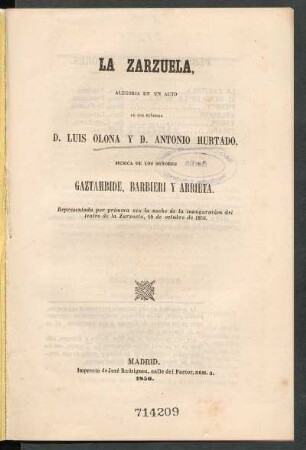 LA ZARZUELA,
ALEGORIA EN UN ACTO
DE LOS SEÑORES
D. LUIS OLONA Y D. ANTONIO HURTADO,
MUSICA DE LOS SEÑORES
GAZTAMBIDE, BARBIERI Y ARRIETA.
Representada por primera vez la noche de la inauguracion del
teatro de la Zarzuela, 10 de octubre de 1856.
MADRID.
Imprenta de José Rodriguez, calle del Factor, núm. 9.
1856.
714209